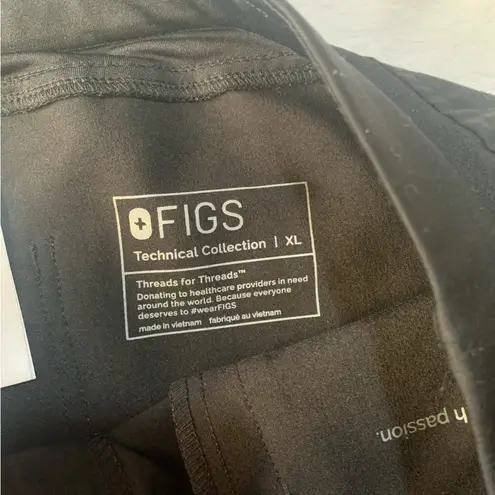 FIGS
Technical Collection | XL
Threads for Threads™
Donating to healthcare providers in need
around the world. Because everyone
deserves to #wearFIGS
made in vietnam fabriqué au vietnam
passion.